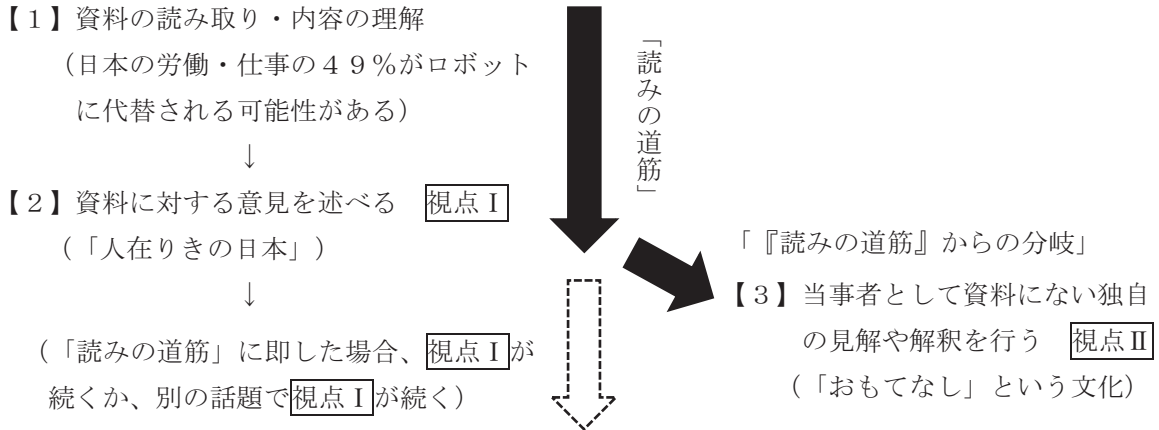 【１】資料の読み取り・内容の理解
（日本の労働・仕事の４９％がロボット
に代替される可能性がある）
↓
【２】資料に対する意見を述べる　視点Ⅰ
（「人在りきの日本」）
↓
（「読みの道筋」に即した場合、視点Ⅰが
続くか、別の話題で視点Ⅰが続く）
「読みの道筋」
「『読みの道筋』からの分岐」
【３】当事者として資料にない独自
の見解や解釈を行う　視点Ⅱ
（「おもてなし」という文化）